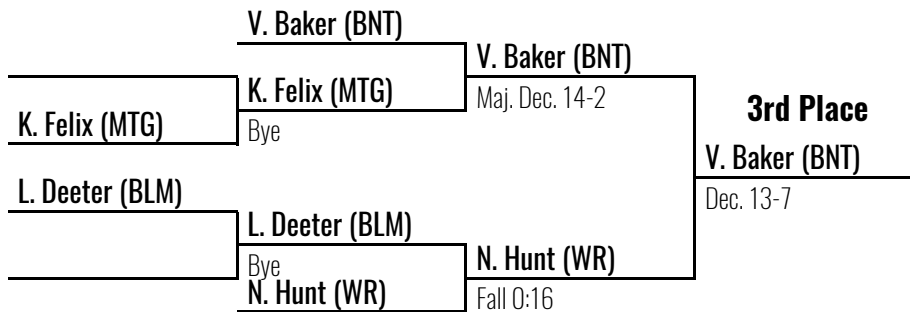 V. Baker (BNT)
V. Baker (BNT)
K. Felix (MTG)
Maj. Dec. 14-2
3rd Place
K. Felix (MTG)
Bye
V. Baker (BNT)
L. Deeter (BLM)
Dec. 13-7
L. Deeter (BLM)
Bye
N. Hunt (WR)
N. Hunt (WR)
Fall 0:16